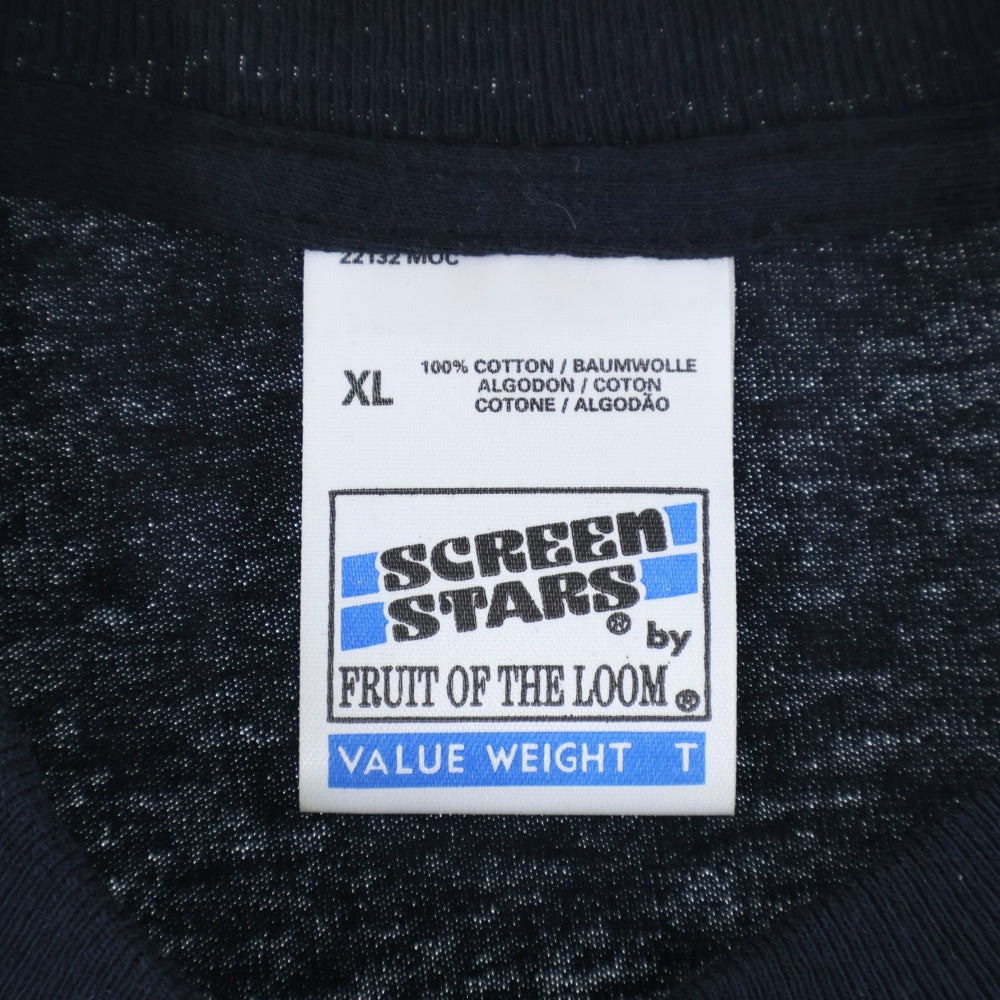 22132 MOC
XL
100% COTTON / BAUMWOLLE
ALGODON / COTON
COTONE / ALGODÃO
SCREEN
STARS® by
FRUIT OF THE LOOM®
VALUE WEIGHT T